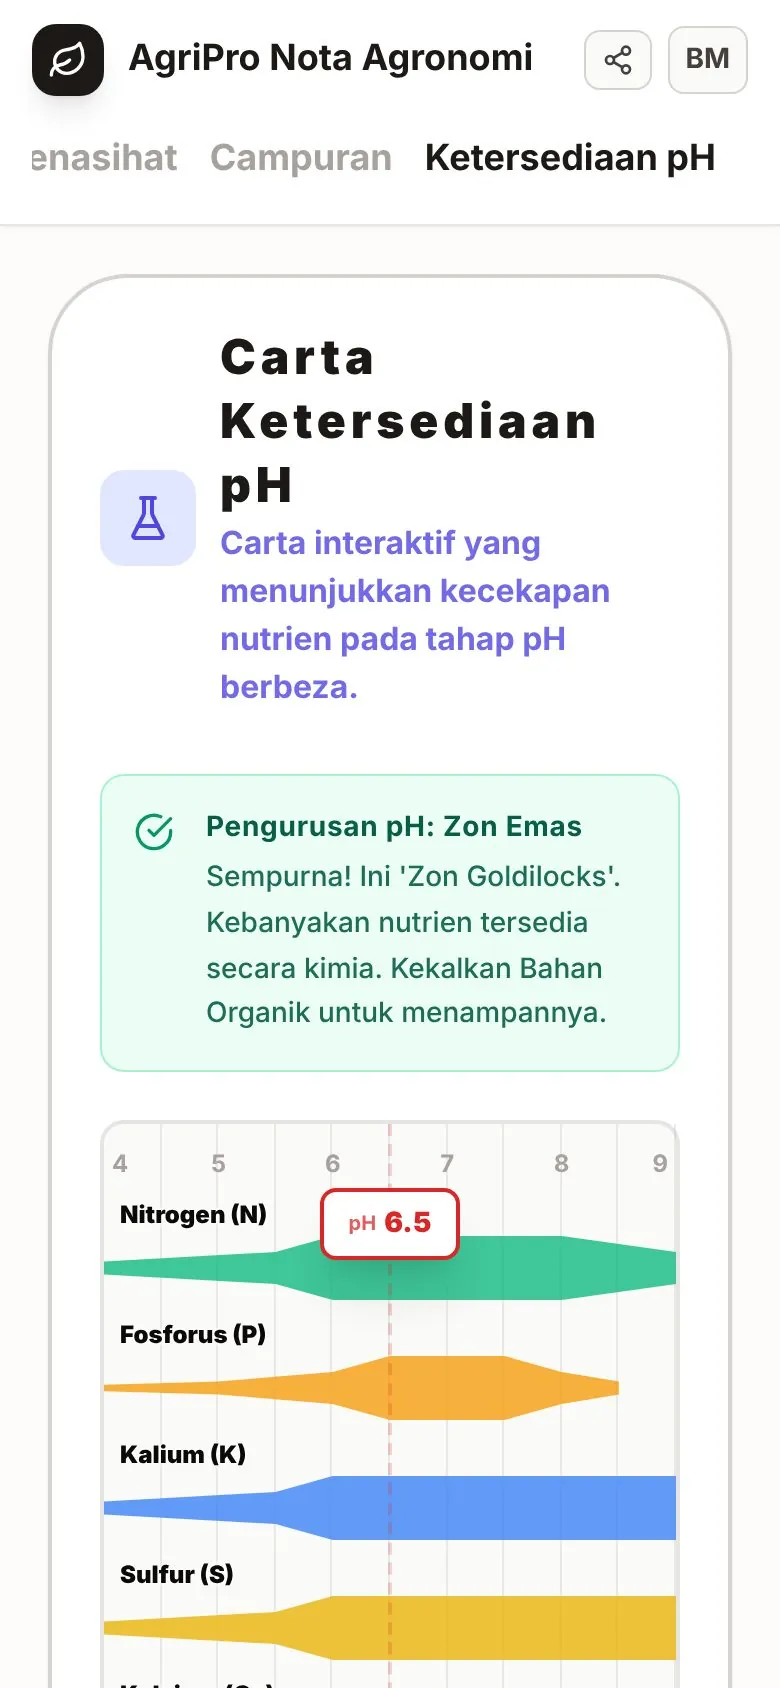 AgriPro Nota Agronomi
BM
enasihat Campuran Ketersediaan pH
Carta
Ketersediaan
pH
Carta interaktif yang
menunjukkan kecekapan
nutrien pada tahap pH
berbeza.
Pengurusan pH: Zon Emas
Sempurna! Ini 'Zon Goldilocks'.
Kebanyakan nutrien tersedia
secara kimia. Kekalkan Bahan
Organik untuk menampannya.
4 5 6 7 8 9
Nitrogen (N)
pH 6.5
Fosforus (P)
Kalium (K)
Sulfur (S)